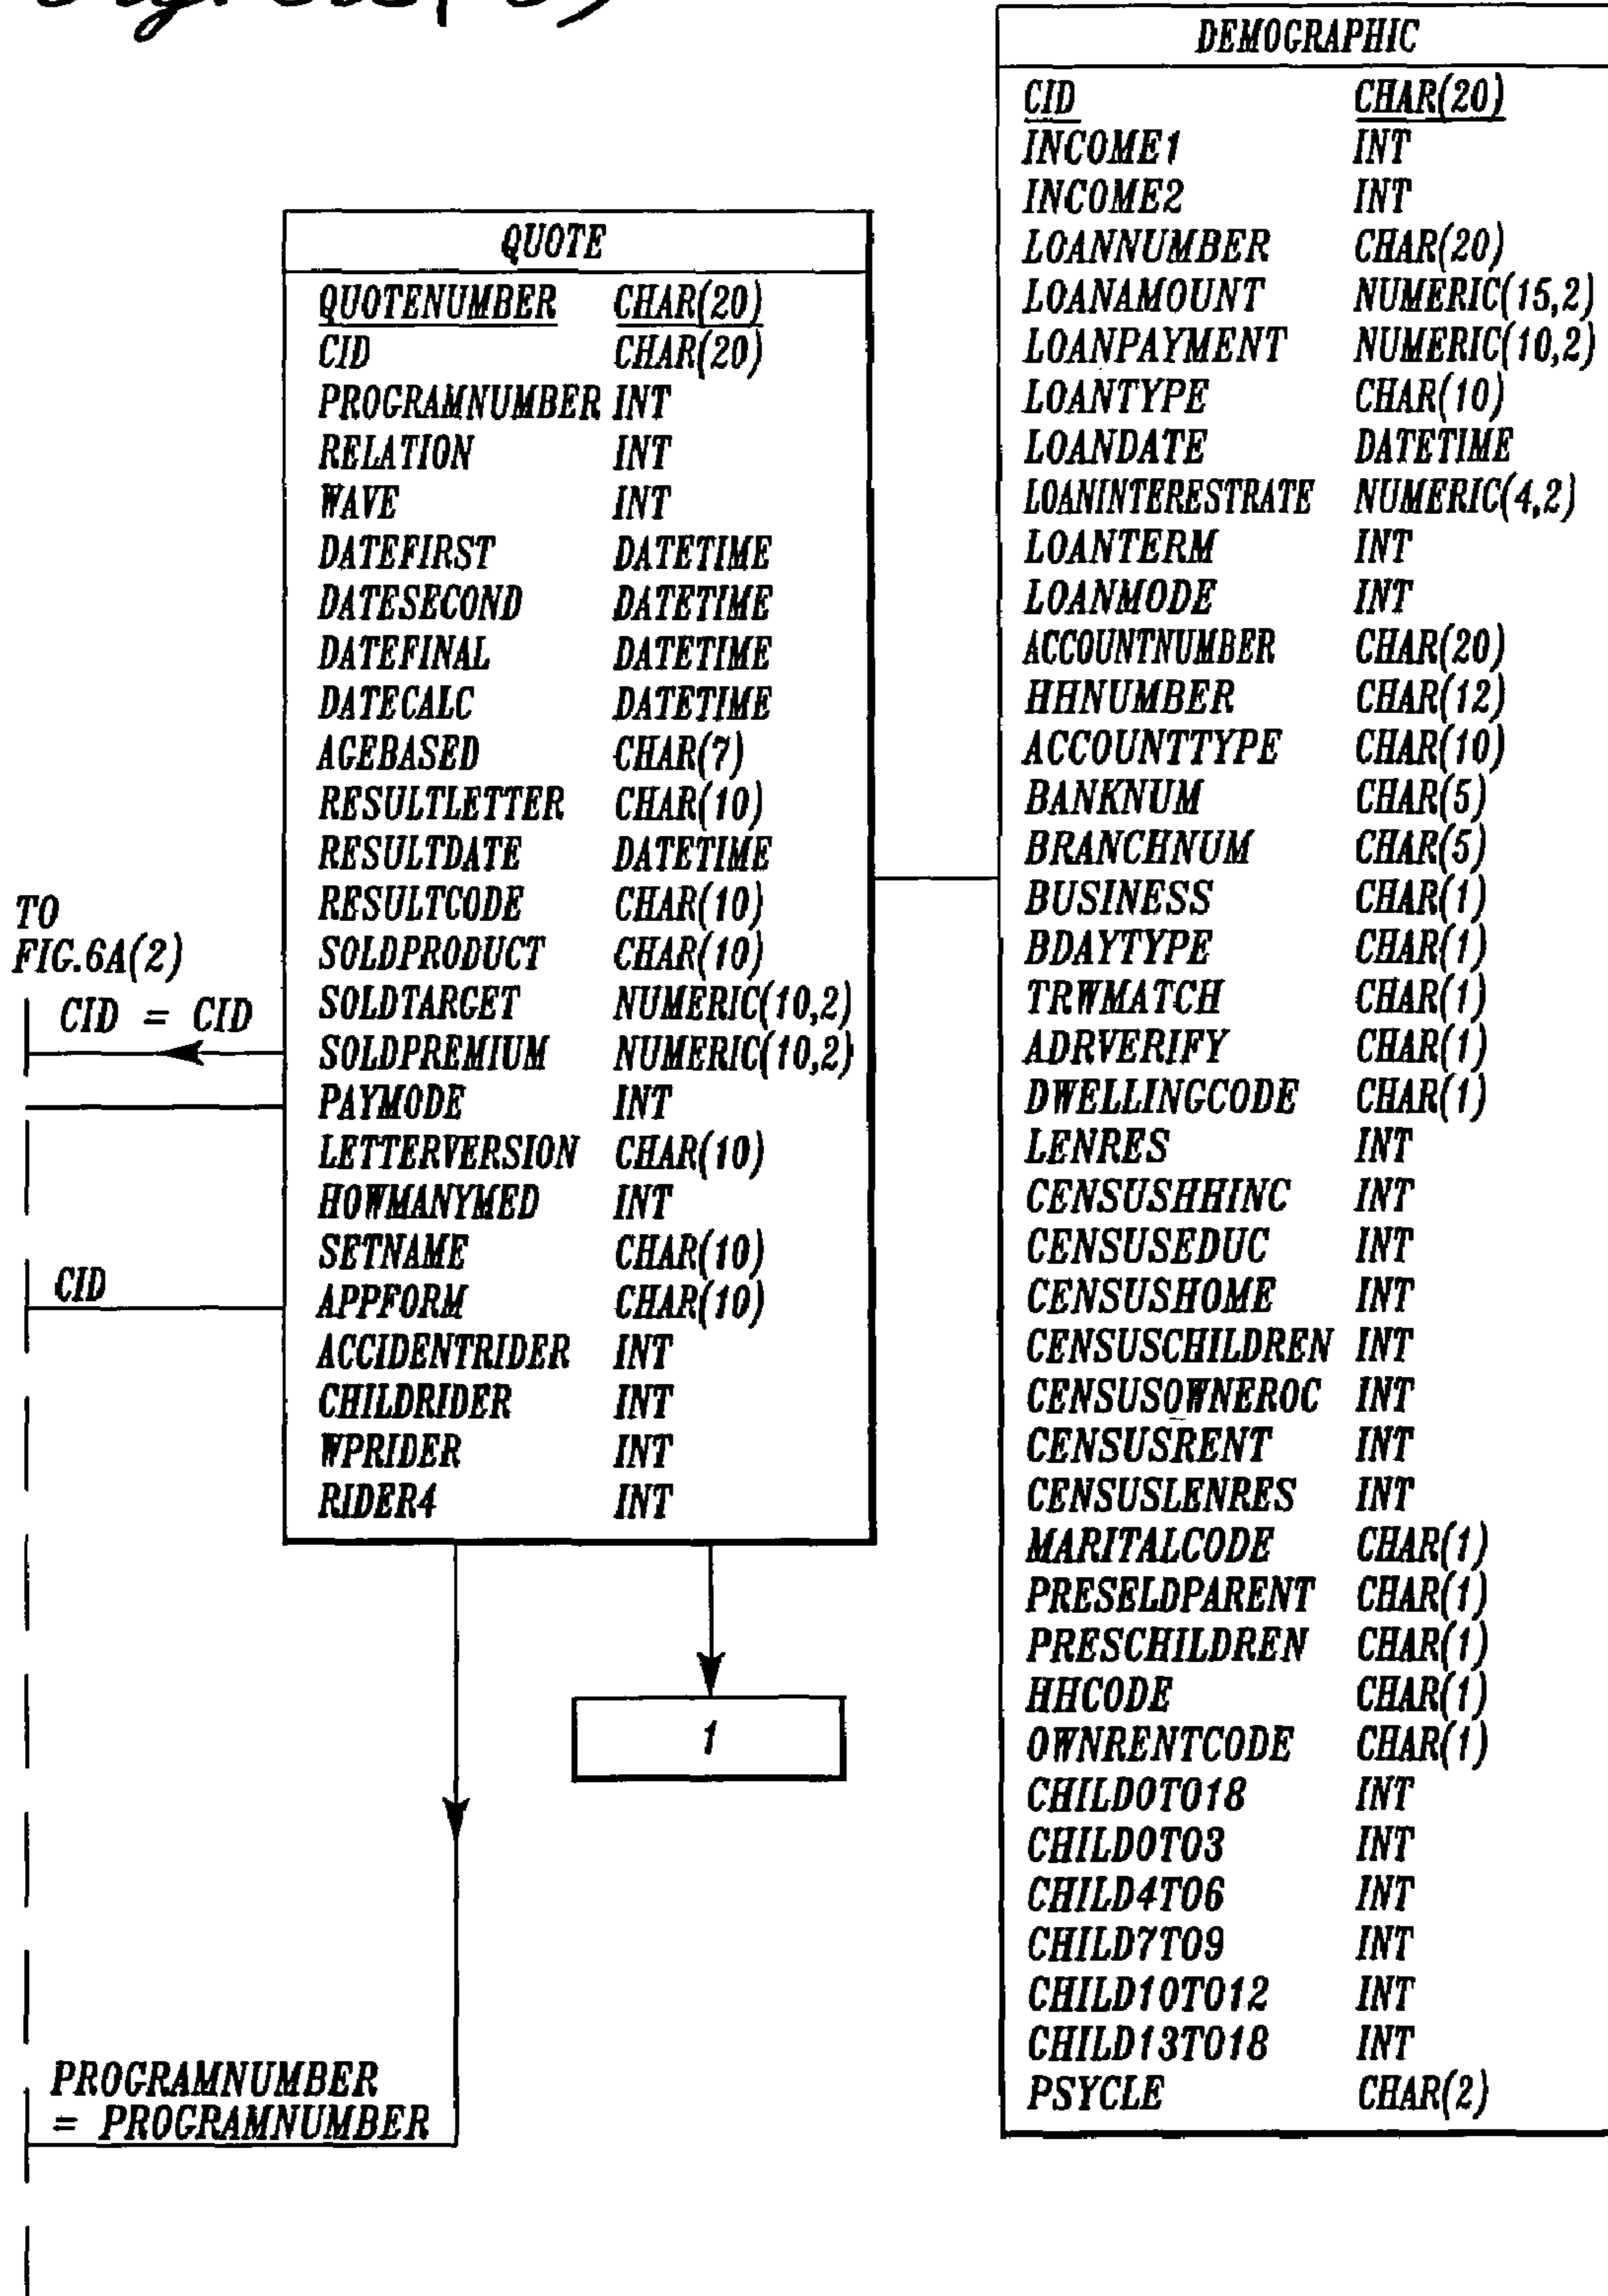 QUOTE
QUOTENUMBER CHAR(20)
CID CHAR(20)
PROGRAMNUMBER INT
RELATION INT
WAVE INT
DATEFIRST DATETIME
DATESECOND DATETIME
DATEFINAL DATETIME
DATECALC DATETIME
AGEBASED CHAR(7)
RESULTLETTER CHAR(10)
RESULTDATE DATETIME
RESULTCODE CHAR(10)
SOLDPRODUCT CHAR(10)
SOLDTARGET NUMERIC(10,2)
SOLDPREMIUM NUMERIC(10,2)
PAYMODE INT
LETTERVERSION CHAR(10)
HOWMANYMED INT
SETNAME CHAR(10)
APPFORM CHAR(10)
ACCIDENTRIDER INT
CHILDRIDER INT
WPRIDER INT
RIDER4 INT
TO
FIG.6A(2)
CID = CID
CID
1
PROGRAMNUMBER
= PROGRAMNUMBER
DEMOGRAPHIC
CID CHAR(20)
INCOME1 INT
INCOME2 INT
LOANNUMBER CHAR(20)
LOANAMOUNT NUMERIC(15,2)
LOANPAYMENT NUMERIC(10,2)
LOANTYPE CHAR(10)
LOANDATE DATETIME
LOANINTERESTRATE NUMERIC(4,2)
LOANTERM INT
LOANMODE INT
ACCOUNTNUMBER CHAR(20)
HHNUMBER CHAR(12)
ACCOUNTTYPE CHAR(10)
BANKNUM CHAR(5)
BRANCHNUM CHAR(5)
BUSINESS CHAR(1)
BDAYTYPE CHAR(1)
TRWMATCH CHAR(1)
ADRVERIFY CHAR(1)
DWELLINGCODE CHAR(1)
LENRES INT
CENSUSHHINC INT
CENSUSEDUC INT
CENSUSHOME INT
CENSUSCHILDREN INT
CENSUSOWNEROC INT
CENSUSRENT INT
CENSUSLENRES INT
MARITALCODE CHAR(1)
PRESELDPARENT CHAR(1)
PRESCHILDREN CHAR(1)
HHCODE CHAR(1)
OWNRENTCODE CHAR(1)
CHILD0TO18 INT
CHILD0TO3 INT
CHILD4TO6 INT
CHILD7TO9 INT
CHILD10TO12 INT
CHILD13TO18 INT
PSYCLE CHAR(2)